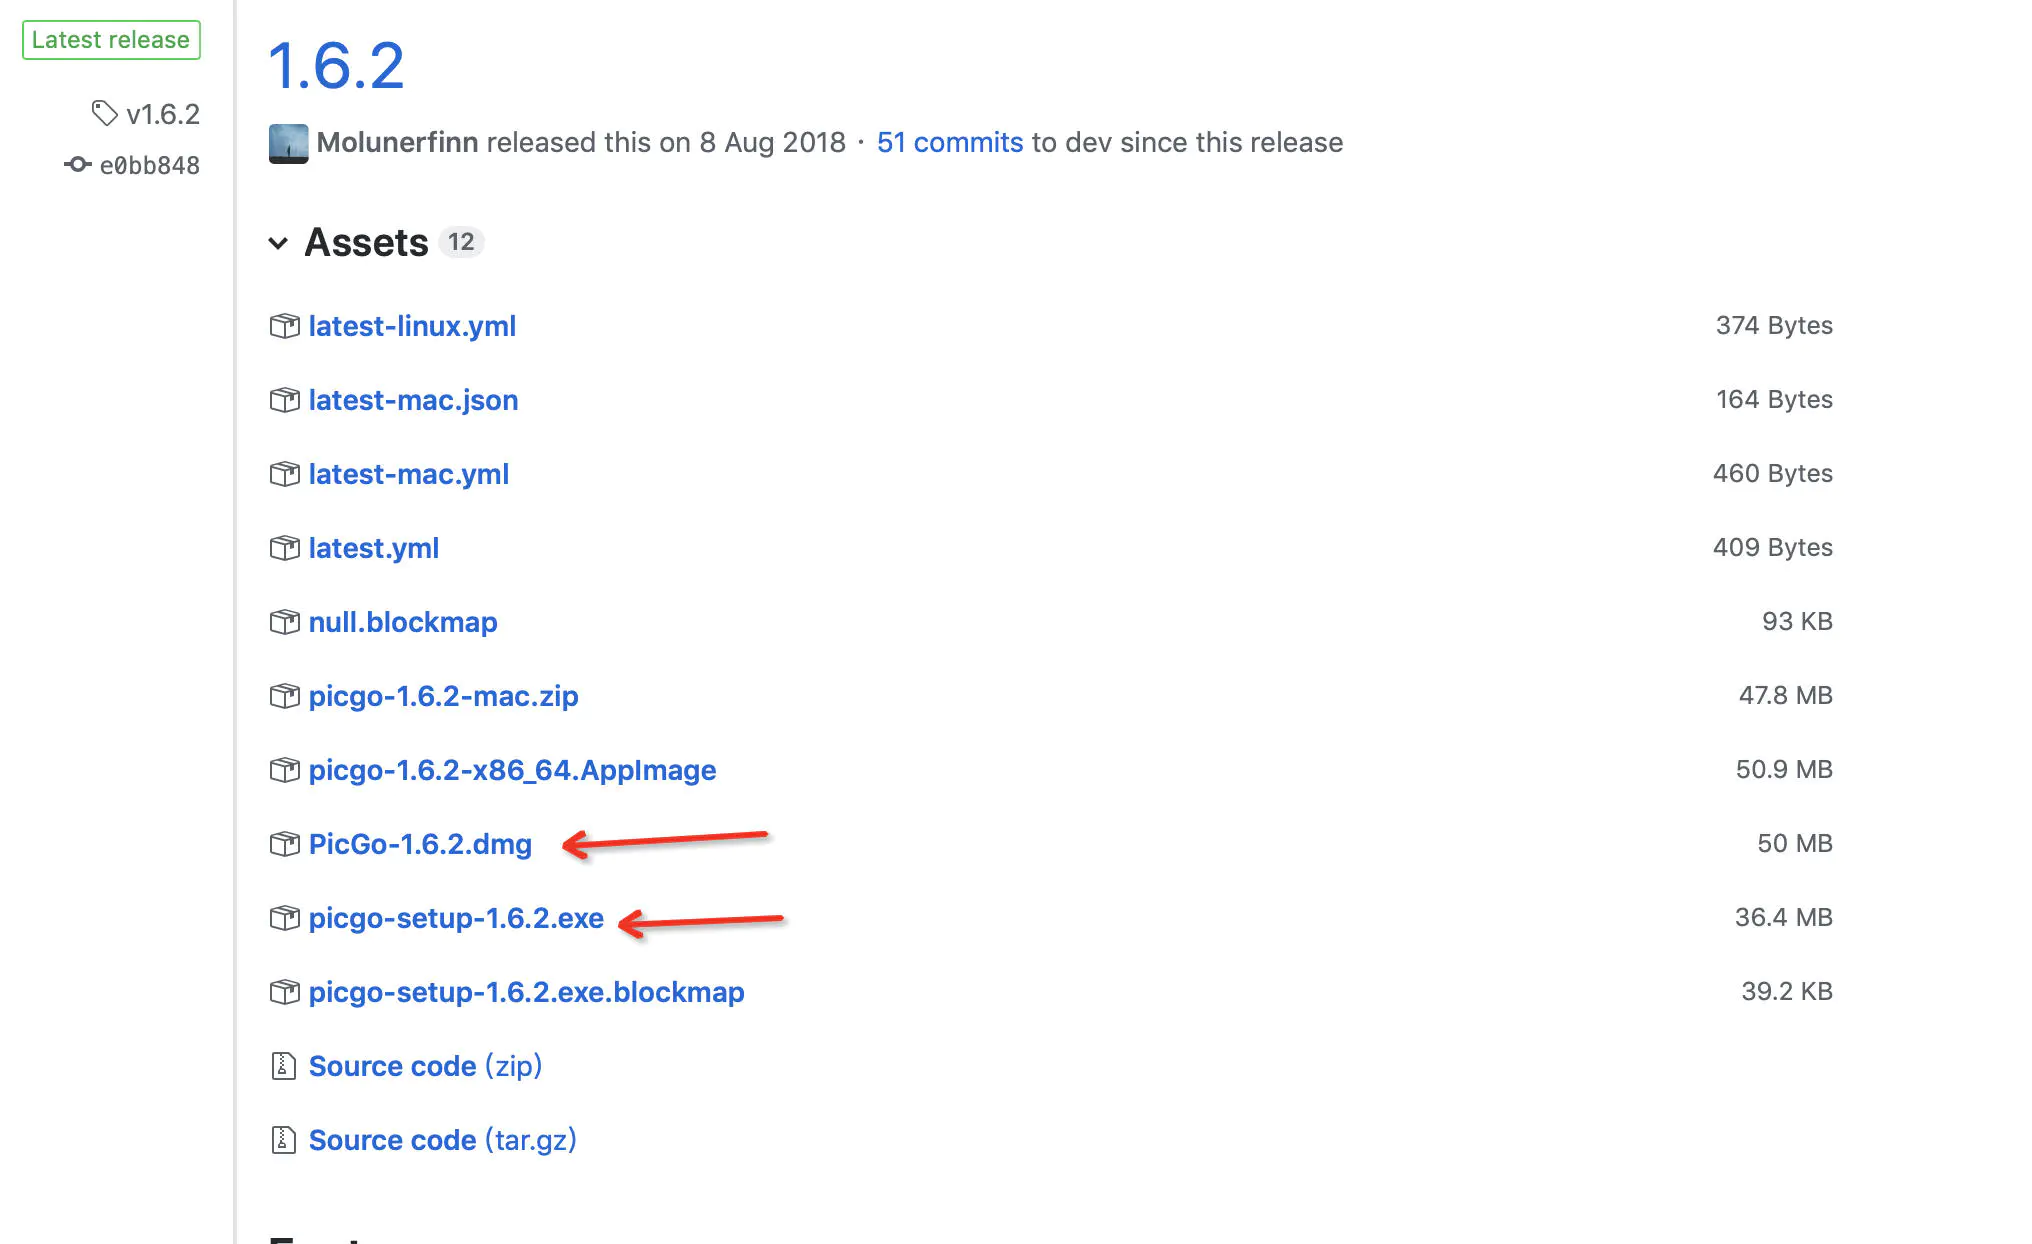 Latest release
v1.6.2
e0bb848
1.6.2
Molunerfinn released this on 8 Aug 2018 · 51 commits to dev since this release
Assets 12
latest-linux.yml 374 Bytes
latest-mac.json 164 Bytes
latest-mac.yml 460 Bytes
latest.yml 409 Bytes
null.blockmap 93 KB
picgo-1.6.2-mac.zip 47.8 MB
picgo-1.6.2-x86_64.AppImage 50.9 MB
PicGo-1.6.2.dmg 50 MB
picgo-setup-1.6.2.exe 36.4 MB
picgo-setup-1.6.2.exe.blockmap 39.2 KB
Source code (zip)
Source code (tar.gz)